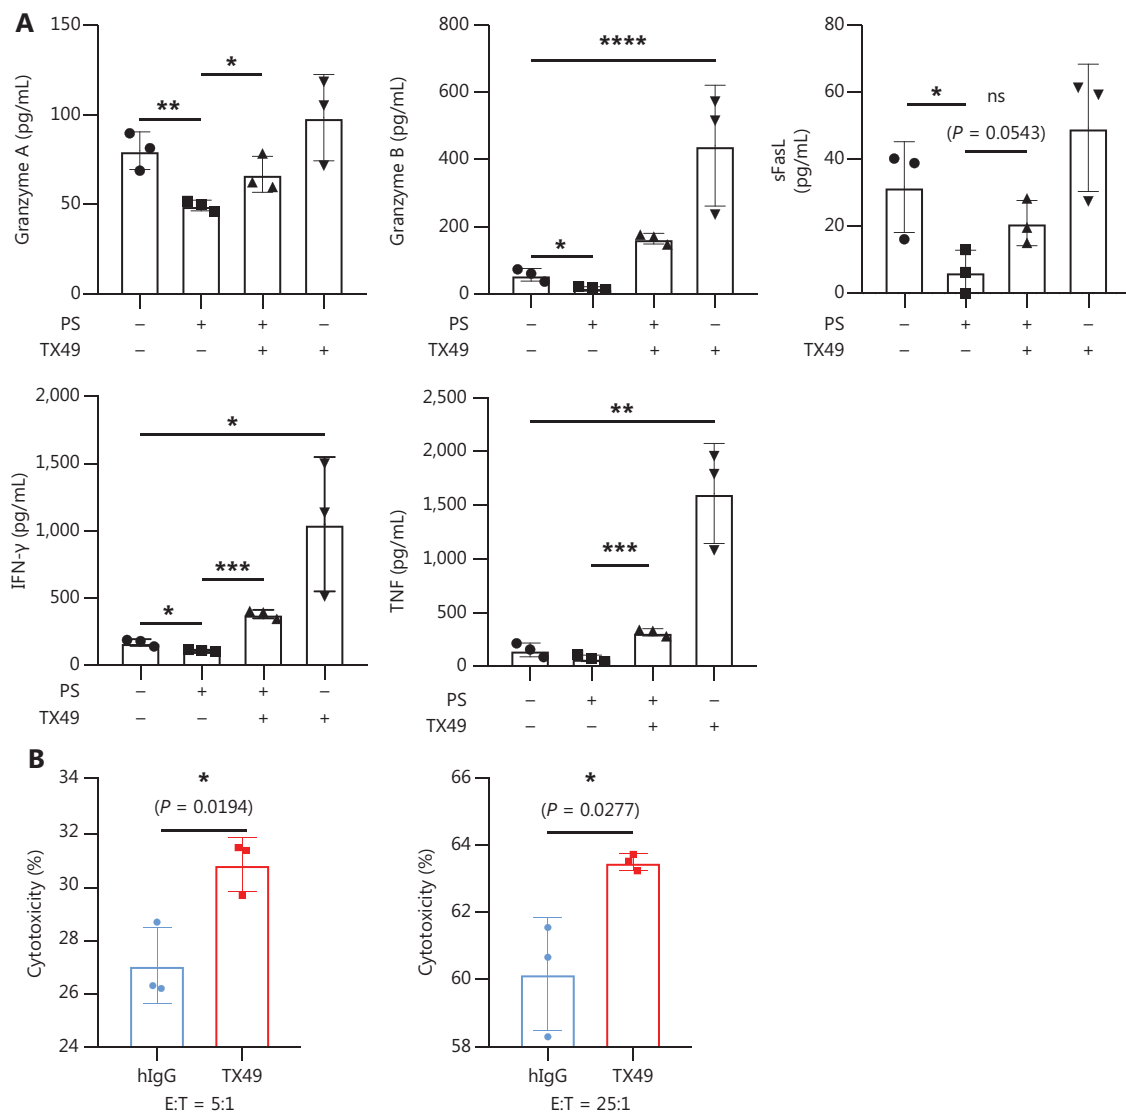 A
Granzyme A (pg/mL)
150
100
50
0
**
*
PS – + + –
TX49 – – + +
Granzyme B (pg/mL)
800
600
400
200
0
****
*
PS – + + –
TX49 – – + +
sFasL
(pg/mL)
80
60
40
20
0
*
ns
(P = 0.0543)
PS – + + –
TX49 – – + +
IFN-γ (pg/mL)
2,000
1,500
1,000
500
0
*
***
*
PS – + + –
TX49 – – + +
TNF (pg/mL)
2,500
2,000
1,500
1,000
500
0
**
***
PS – + + –
TX49 – – + +
B
Cytotoxicity (%)
34
32
30
28
26
24
*
(P = 0.0194)
hIgG TX49
E:T = 5:1
Cytotoxicity (%)
66
64
62
60
58
*
(P = 0.0277)
hIgG TX49
E:T = 25:1